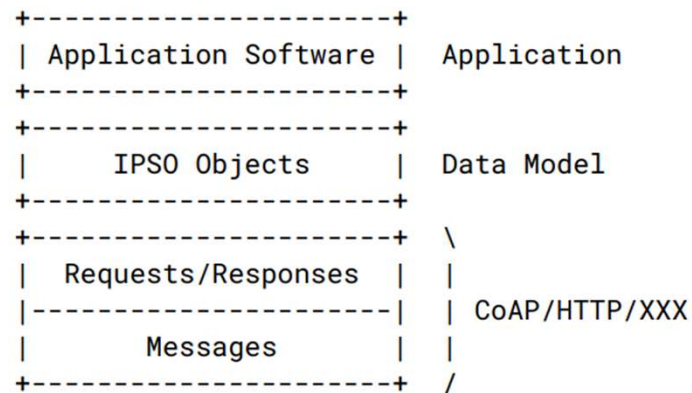 +----------------------+
| Application Software |  Application
+----------------------+
+----------------------+
|     IPSO Objects     |  Data Model
+----------------------+
+----------------------+  \
|  Requests/Responses  |  |
|----------------------|  | CoAP/HTTP/XXX
|       Messages       |  |
+----------------------+  /